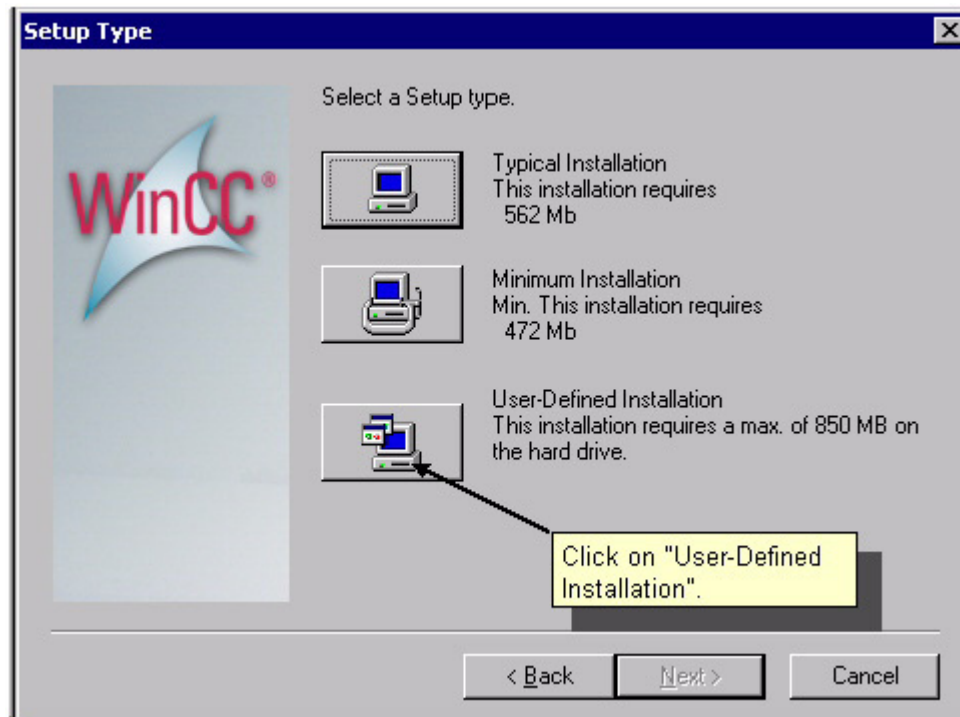 Setup Type
WinCC®
Select a Setup type.
Typical Installation
This installation requires
562 Mb
Minimum Installation
Min. This installation requires
472 Mb
User-Defined Installation
This installation requires a max. of 850 MB on
the hard drive.
Click on "User-Defined
Installation".
< Back
Next >
Cancel